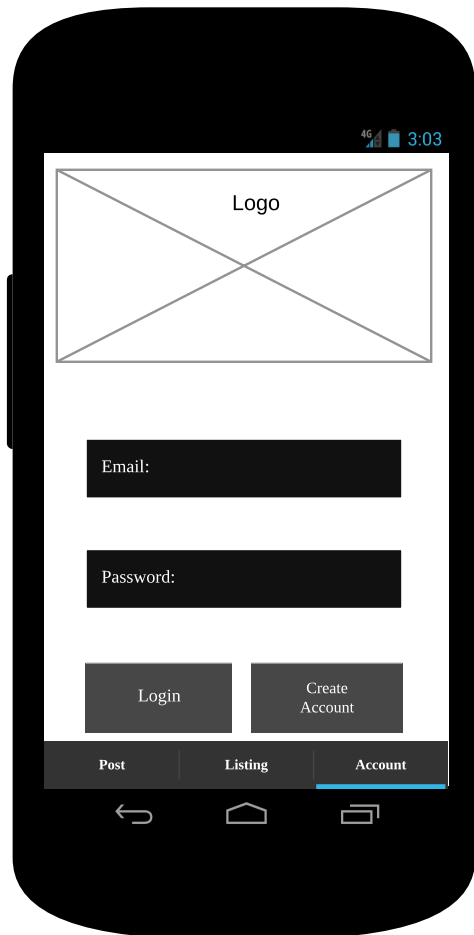 4G 3:03
Logo
Email:
Password:
Login
Create
Account
Post Listing Account